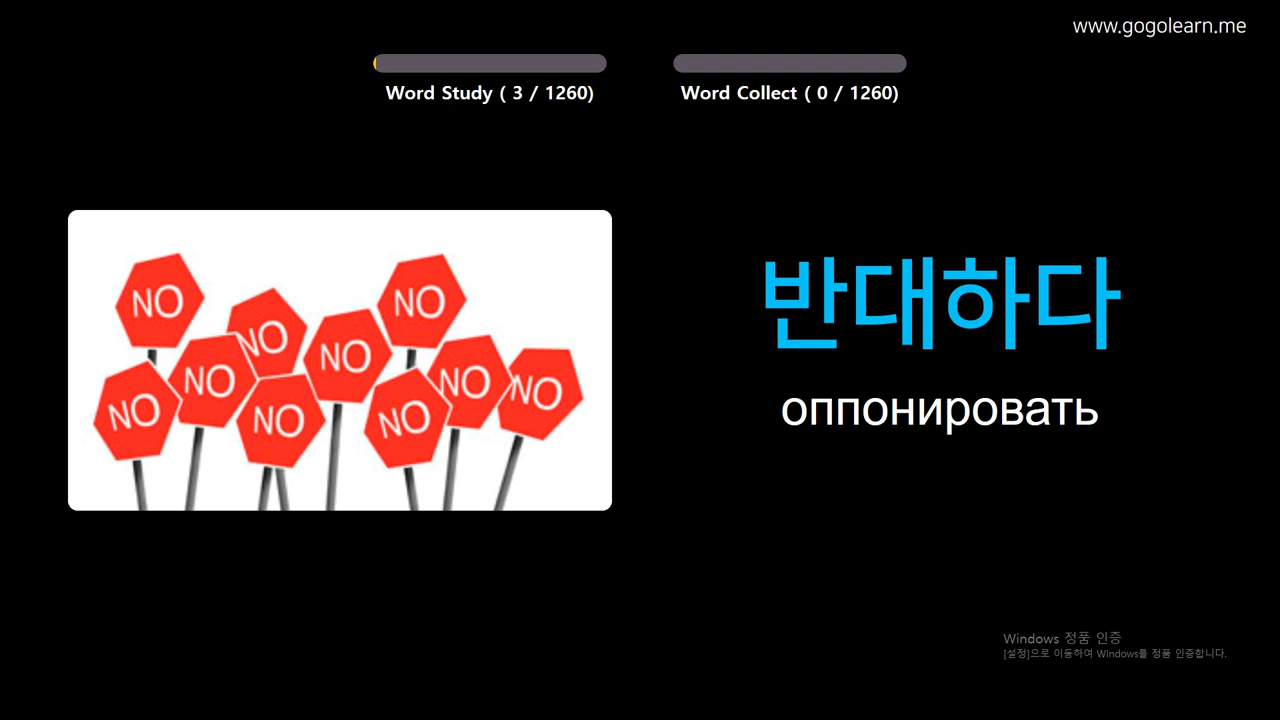 www.gogolearn.me
Word Study ( 3 / 1260)
Word Collect ( 0 / 1260)
NO
NO
NO
NO
NO
NO
NO
NO
NO
NO
반대하다
оппонировать
Windows 정품 인증
[설정]으로 이동하여 Windows를 정품 인증합니다.